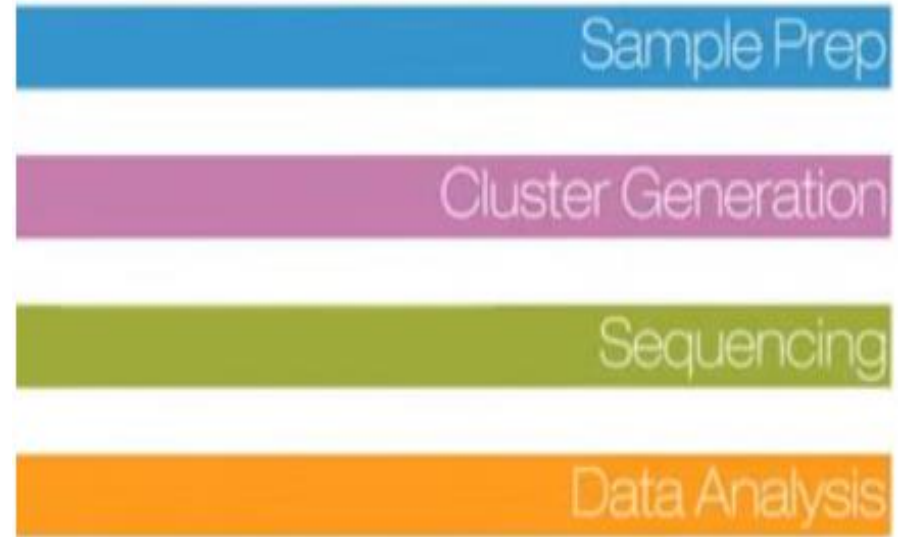 Sample Prep
Cluster Generation
Sequencing
Data Analysis